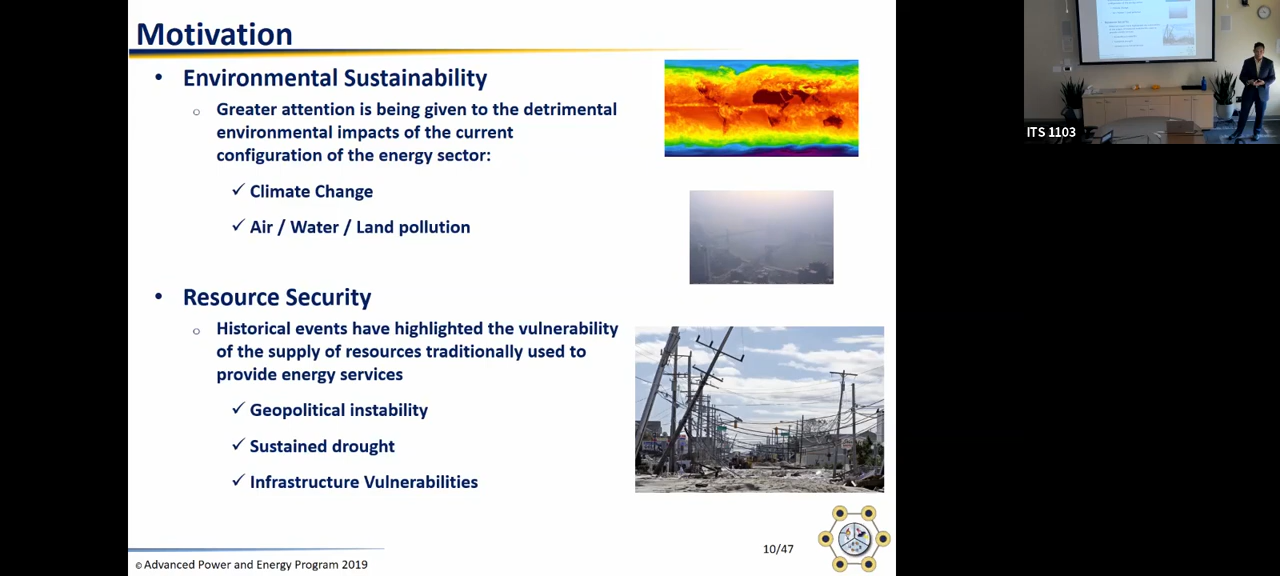 Motivation
• Environmental Sustainability
o Greater attention is being given to the detrimental
environmental impacts of the current
configuration of the energy sector:
✓ Climate Change
✓ Air / Water / Land pollution
• Resource Security
o Historical events have highlighted the vulnerability
of the supply of resources traditionally used to
provide energy services
✓ Geopolitical instability
✓ Sustained drought
✓ Infrastructure Vulnerabilities
10/47
© Advanced Power and Energy Program 2019
ITS 1103